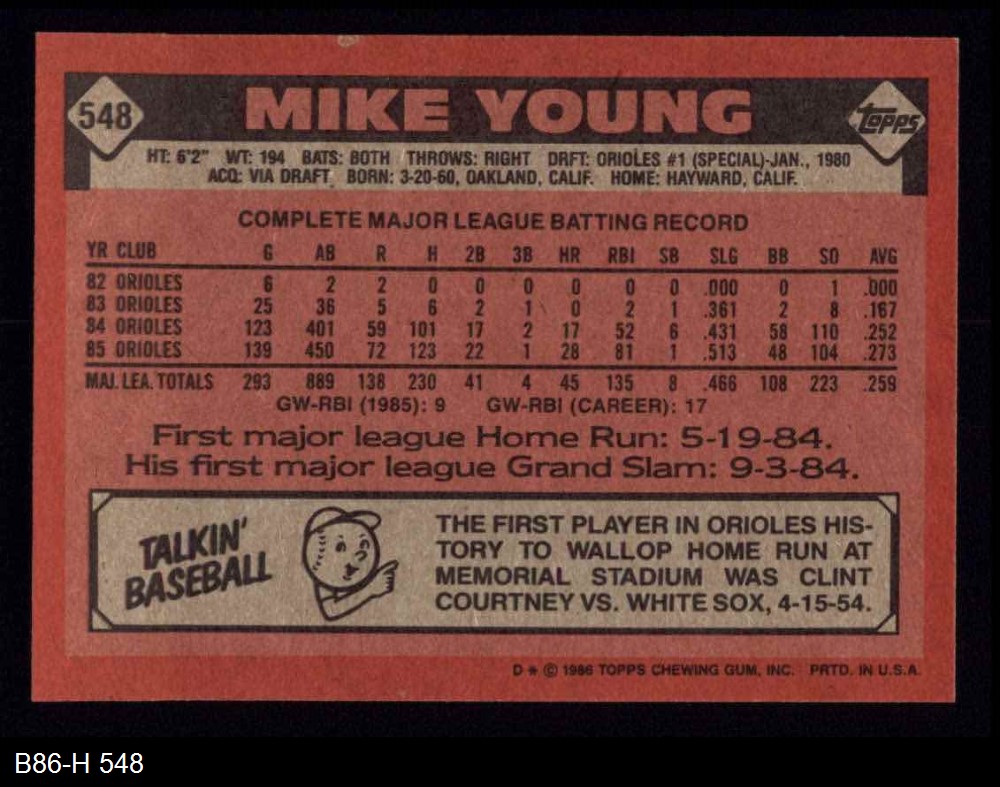 548
MIKE YOUNG
Topps
HT: 6'2" WT: 194 BATS: BOTH THROWS: RIGHT DRFT: ORIOLES #1 (SPECIAL)-JAN., 1980
ACQ: VIA DRAFT BORN: 3-20-60, OAKLAND, CALIF. HOME: HAYWARD, CALIF.
COMPLETE MAJOR LEAGUE BATTING RECORD
YR CLUB G AB R H 2B 3B HR RBI SB SLG BB SO AVG
82 ORIOLES 6 2 2 0 0 0 0 0 0 .000 0 1 .000
83 ORIOLES 25 36 5 6 2 1 0 2 1 .361 2 8 .167
84 ORIOLES 123 401 59 101 17 2 17 52 6 .431 58 110 .252
85 ORIOLES 139 450 72 123 22 1 28 81 1 .513 48 104 .273
MAJ. LEA. TOTALS 293 889 138 230 41 4 45 135 8 .466 108 223 .259
GW-RBI (1985): 9 GW-RBI (CAREER): 17
First major league Home Run: 5-19-84.
His first major league Grand Slam: 9-3-84.
TALKIN'
BASEBALL
THE FIRST PLAYER IN ORIOLES HIS-
TORY TO WALLOP HOME RUN AT
MEMORIAL STADIUM WAS CLINT
COURTNEY VS. WHITE SOX, 4-15-54.
D * © 1986 TOPPS CHEWING GUM, INC. PRTD. IN U.S.A.
B86-H 548